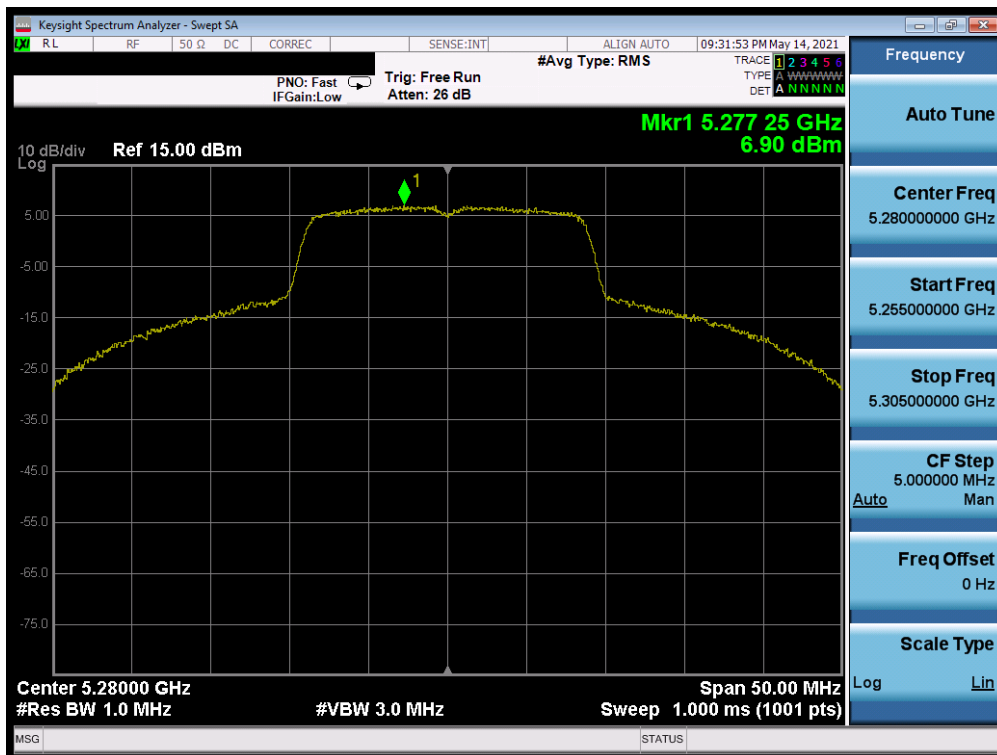 Keysight Spectrum Analyzer - Swept SA
LXI RL RF 50 Ω DC CORREC SENSE:INT ALIGN AUTO 09:31:53 PM May 14, 2021
#Avg Type: RMS
TRACE 1 2 3 4 5 6
PNO: Fast Trig: Free Run
TYPE A WWWWW
IFGain:Low Atten: 26 dB
DET A N N N N N
Mkr1 5.277 25 GHz
6.90 dBm
10 dB/div Ref 15.00 dBm
Log
1
5.00
-5.00
-15.0
-25.0
-35.0
-45.0
-55.0
-65.0
-75.0
Center 5.28000 GHz Span 50.00 MHz
#Res BW 1.0 MHz #VBW 3.0 MHz Sweep 1.000 ms (1001 pts)
MSG STATUS
Frequency
Auto Tune
Center Freq
5.280000000 GHz
Start Freq
5.255000000 GHz
Stop Freq
5.305000000 GHz
CF Step
5.000000 MHz
Auto Man
Freq Offset
0 Hz
Scale Type
Log Lin